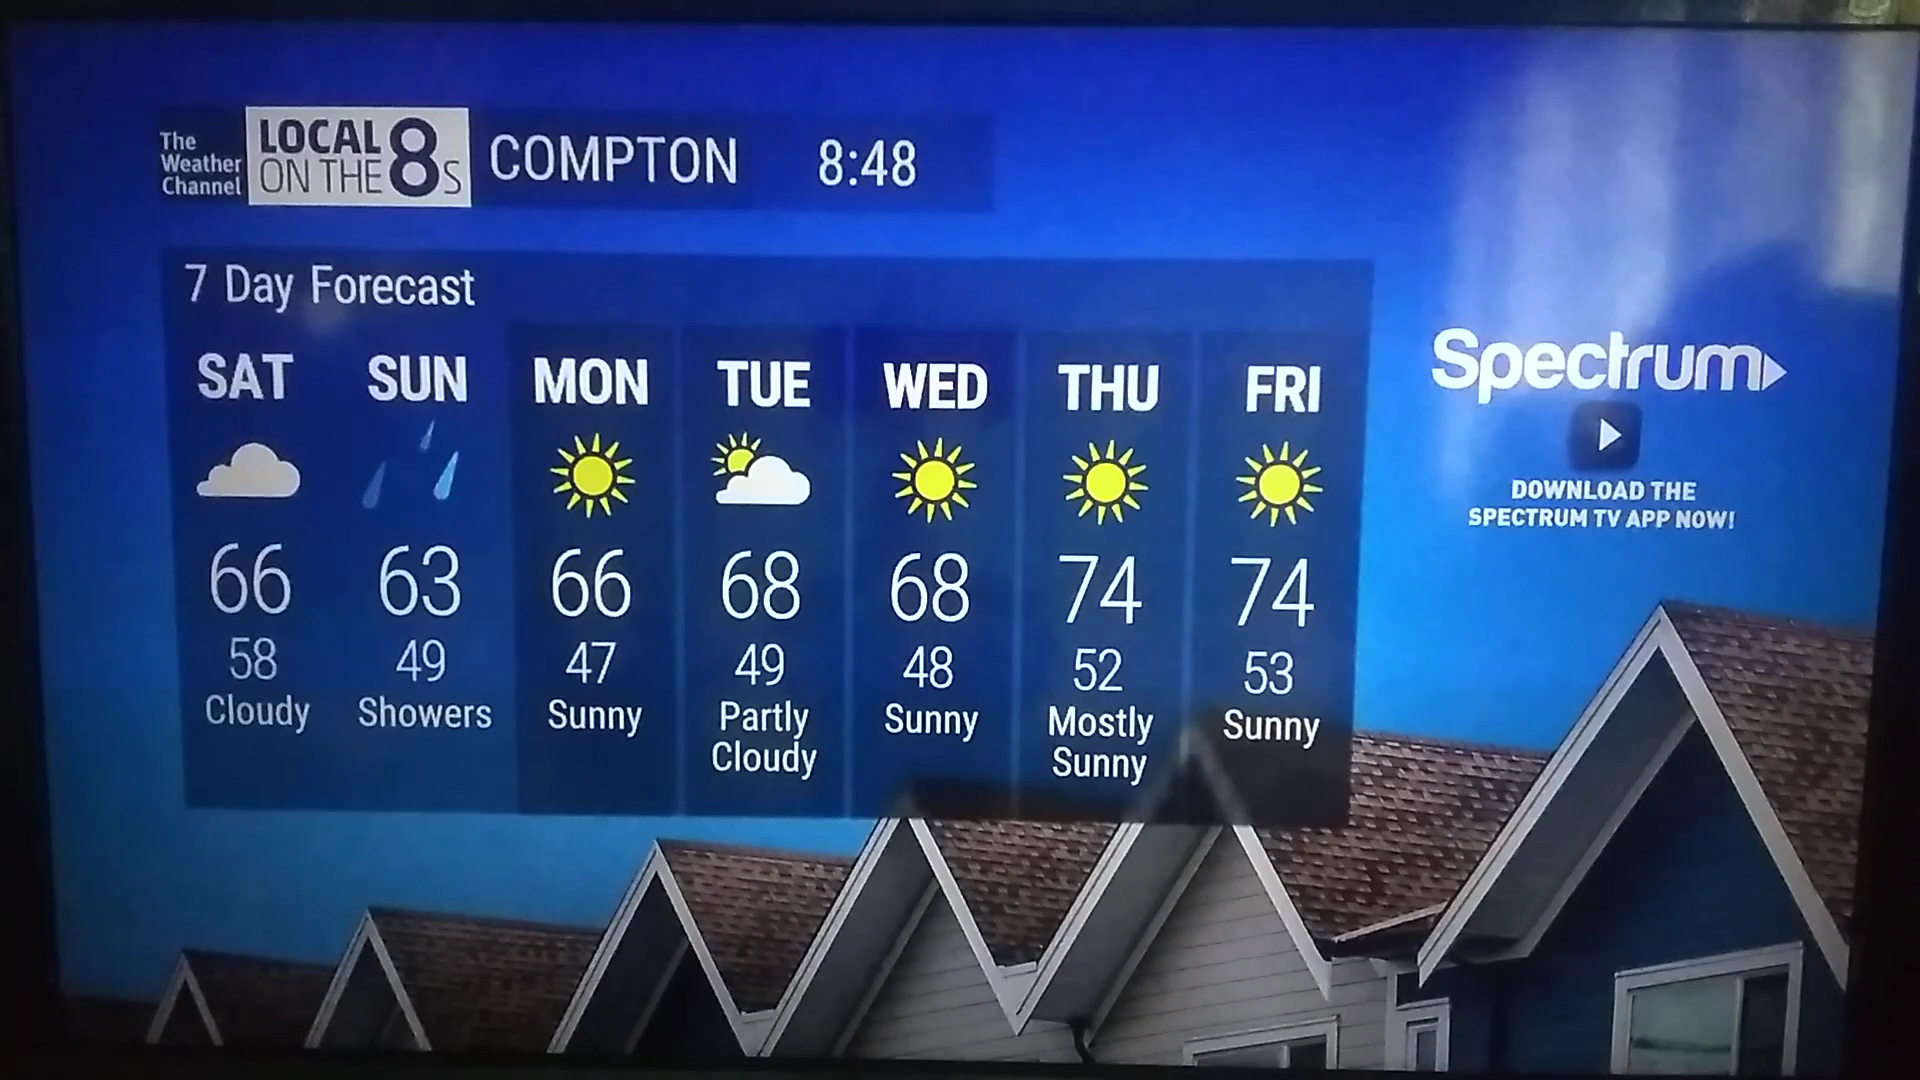 The
Weather
Channel
LOCAL
ON THE 8s
COMPTON 8:48
7 Day Forecast
SAT SUN MON TUE WED THU FRI
66 63 66 68 68 74 74
58 49 47 49 48 52 53
Cloudy Showers Sunny Partly Cloudy Sunny Mostly Sunny Sunny
Spectrum
DOWNLOAD THE
SPECTRUM TV APP NOW!